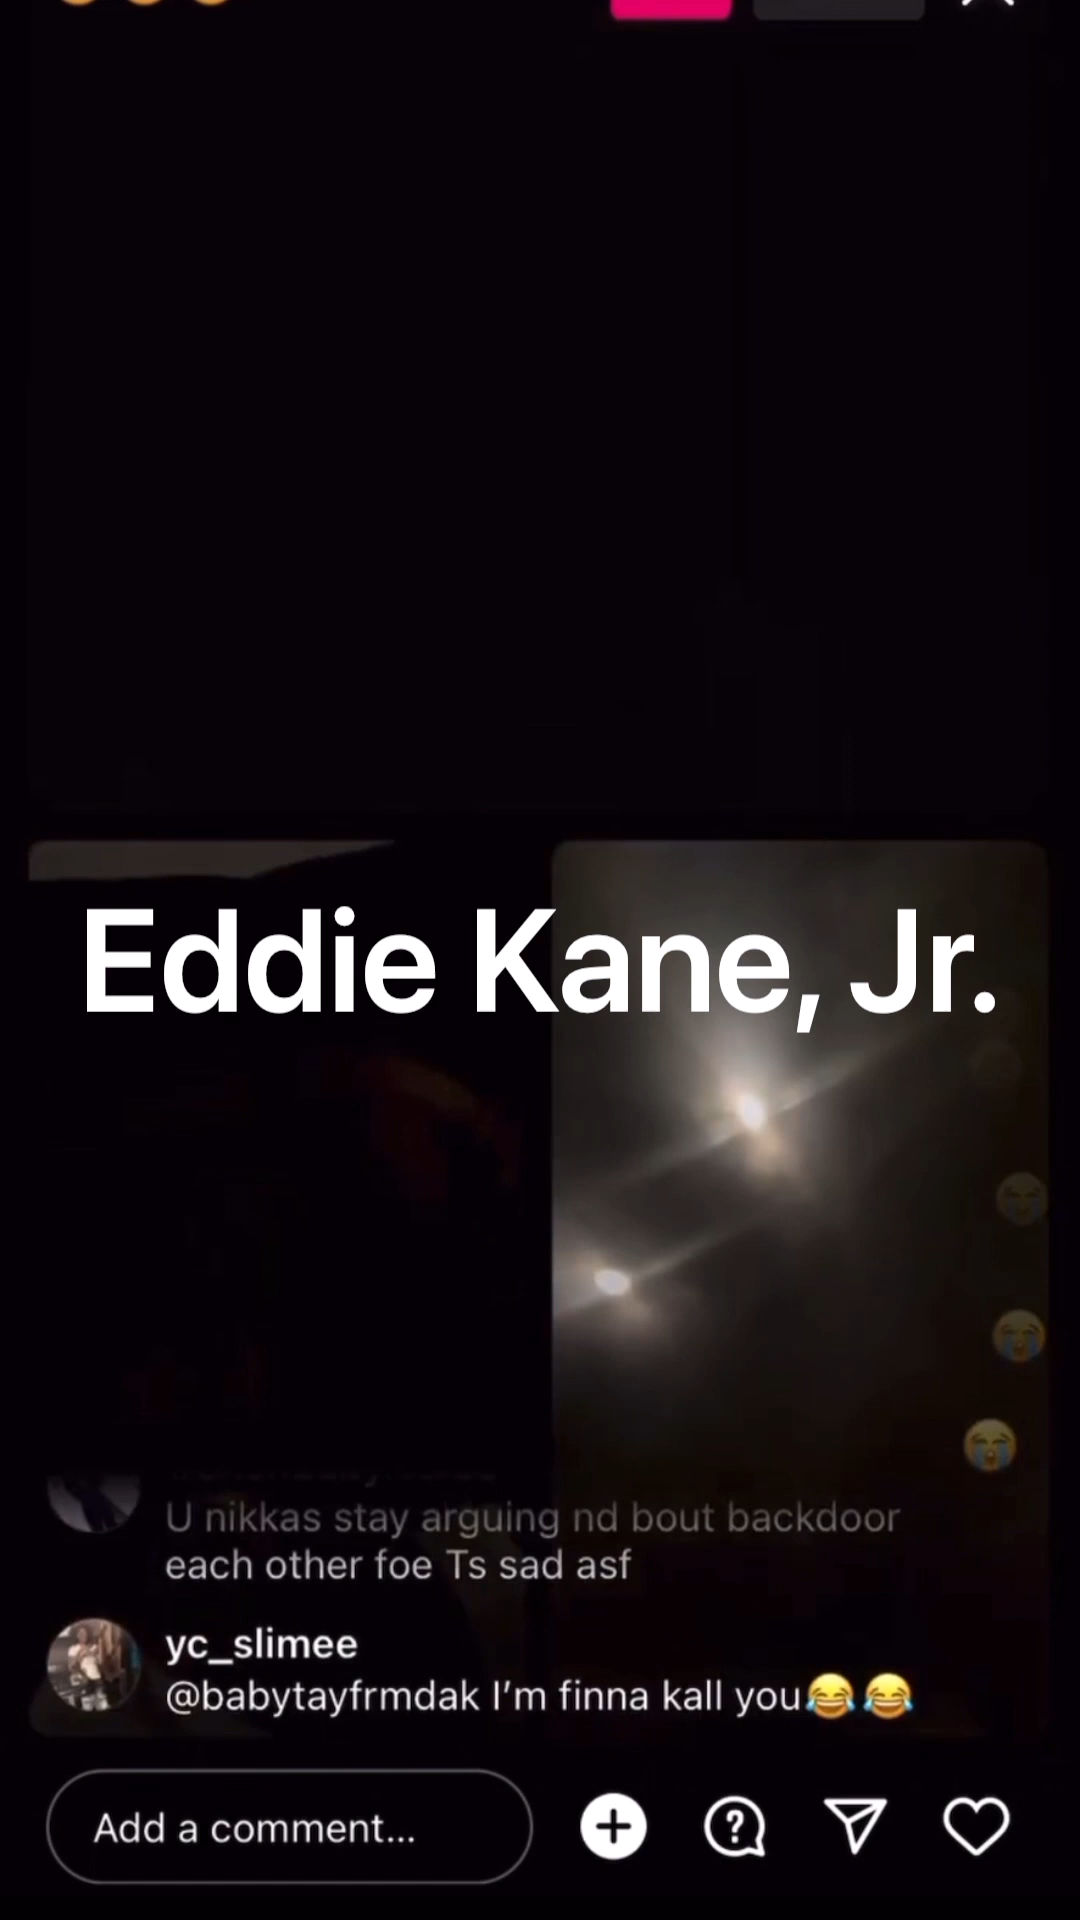 Eddie Kane, Jr.
U nikkas stay arguing nd bout backdoor
each other foe Ts sad asf
yc_slimee
@babytayfrmdak I'm finna kall you😂😂
Add a comment...